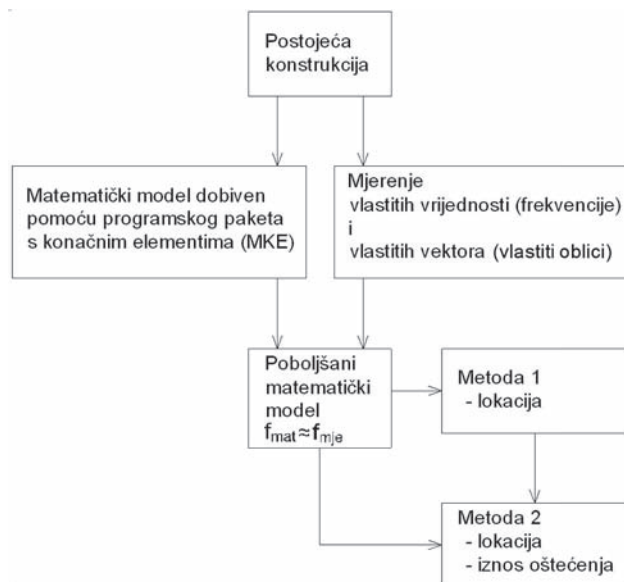 Postojeća
konstrukcija
Matematički model dobiven
pomoću programskog paketa
s konačnim elementima (MKE)
Mjerenje
vlastitih vrijednosti (frekvencije)
i
vlastitih vektora (vlastiti oblici)
Poboljšani
matematički
model
fmat≈fmje
Metoda 1
- lokacija
Metoda 2
- lokacija
- iznos oštećenja